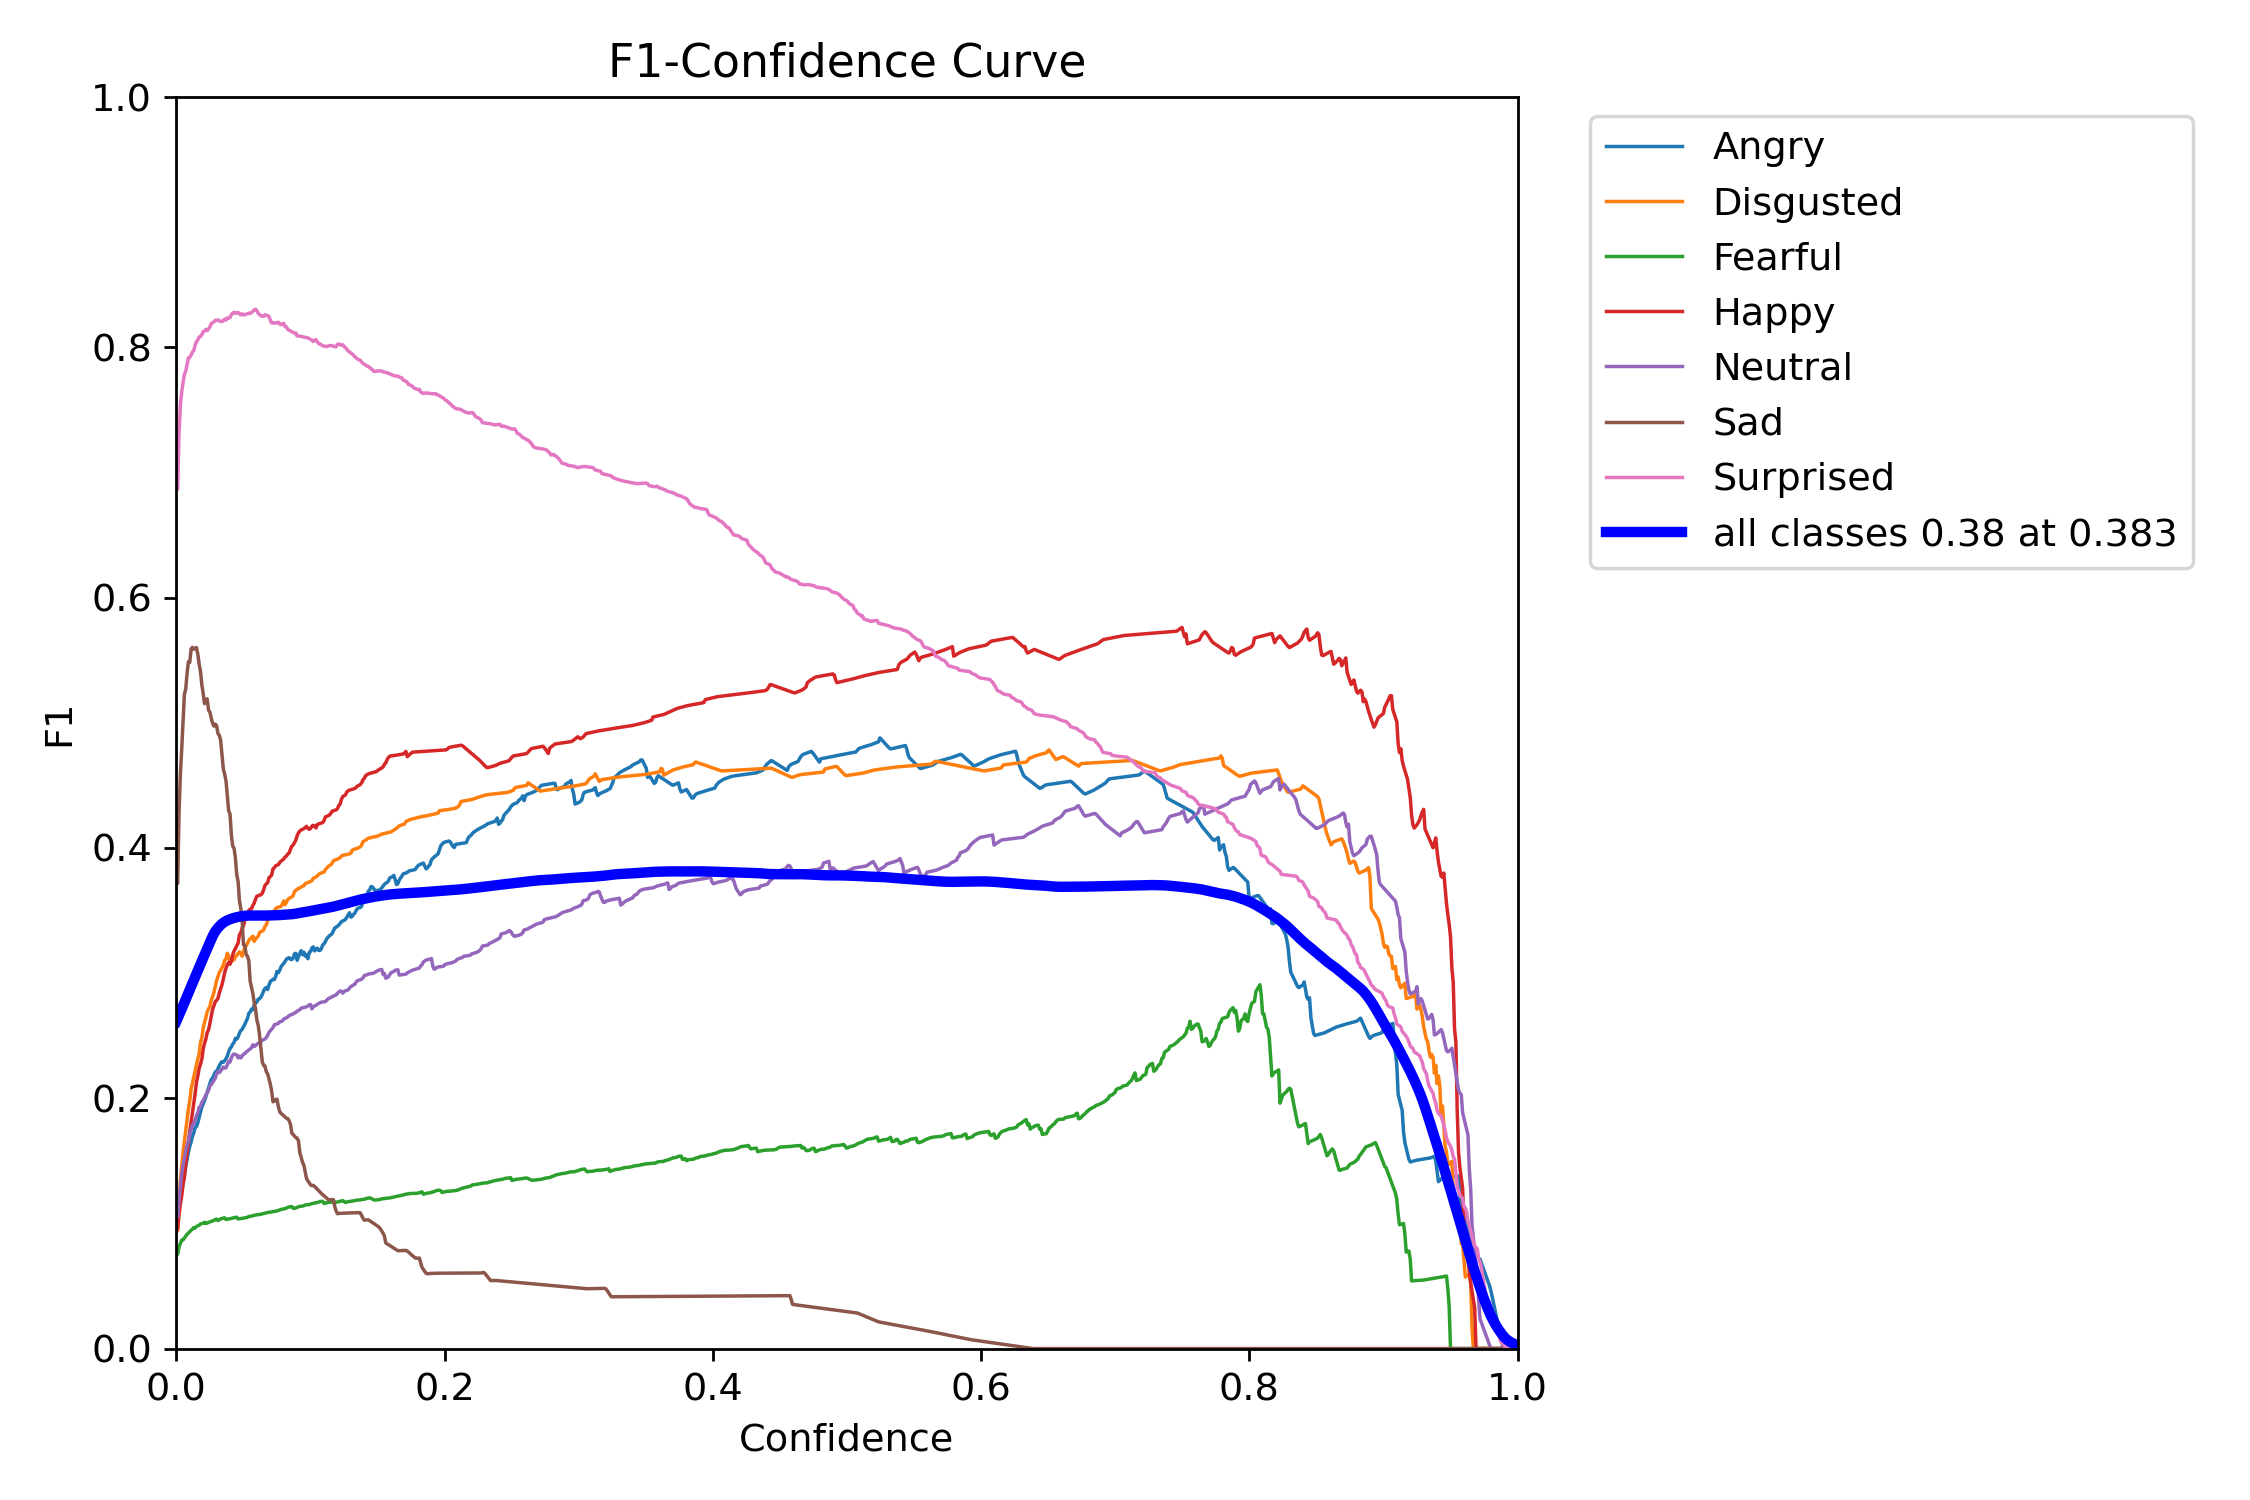 F1-Confidence Curve
1.0
0.8
0.6
0.4
0.2
0.0
F1
0.0 0.2 0.4 0.6 0.8 1.0
Confidence
Angry
Disgusted
Fearful
Happy
Neutral
Sad
Surprised
all classes 0.38 at 0.383